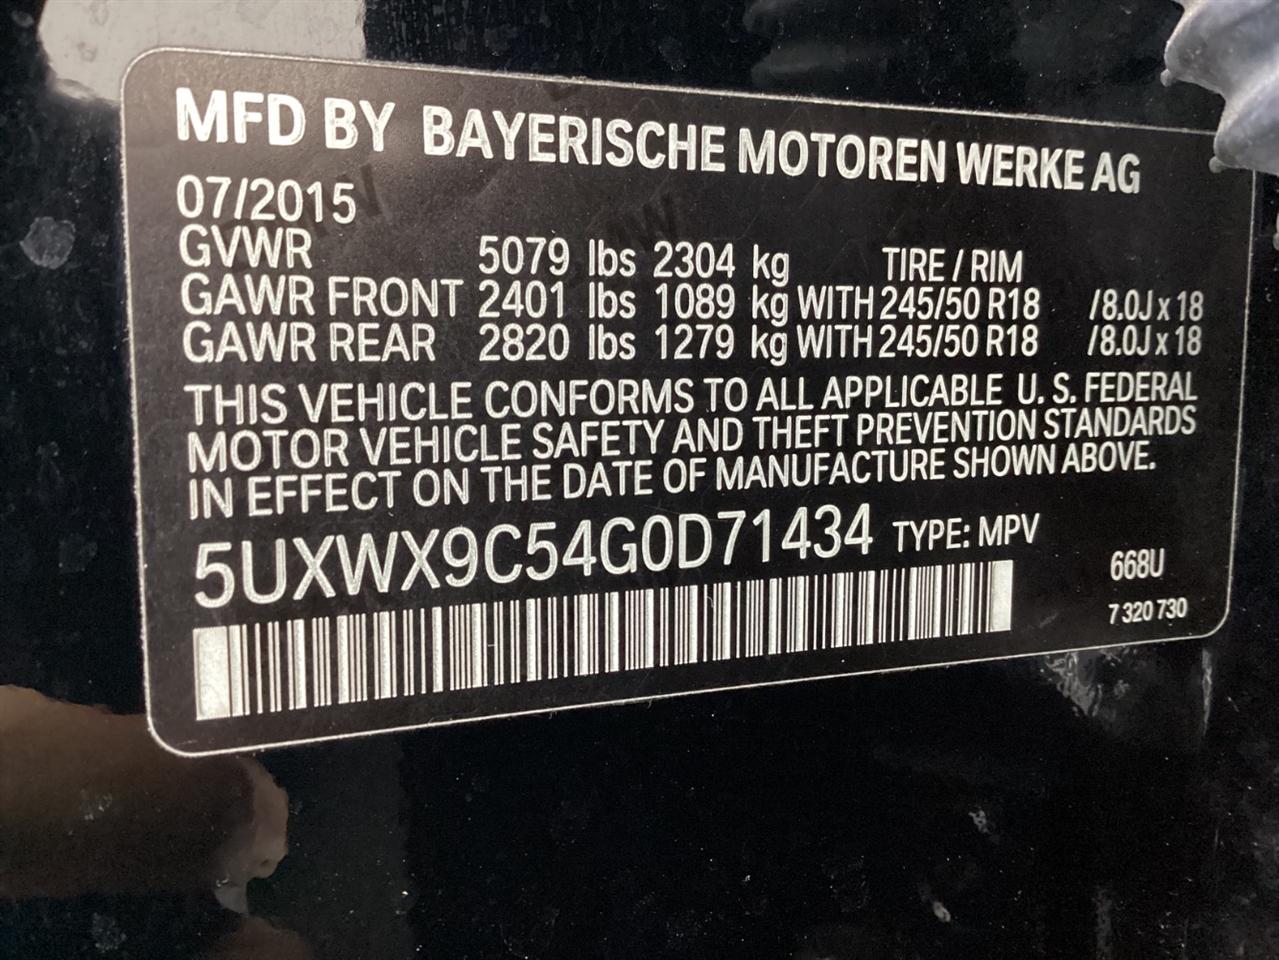 MFD BY BAYERISCHE MOTOREN WERKE AG
07/2015
GVWR 5079 lbs 2304 kg TIRE / RIM
GAWR FRONT 2401 lbs 1089 kg WITH 245/50 R18 /8.0J x 18
GAWR REAR 2820 lbs 1279 kg WITH 245/50 R18 /8.0J x 18
THIS VEHICLE CONFORMS TO ALL APPLICABLE U. S. FEDERAL
MOTOR VEHICLE SAFETY AND THEFT PREVENTION STANDARDS
IN EFFECT ON THE DATE OF MANUFACTURE SHOWN ABOVE.
5UXWX9C54G0D71434 TYPE: MPV
668U
7 320 730